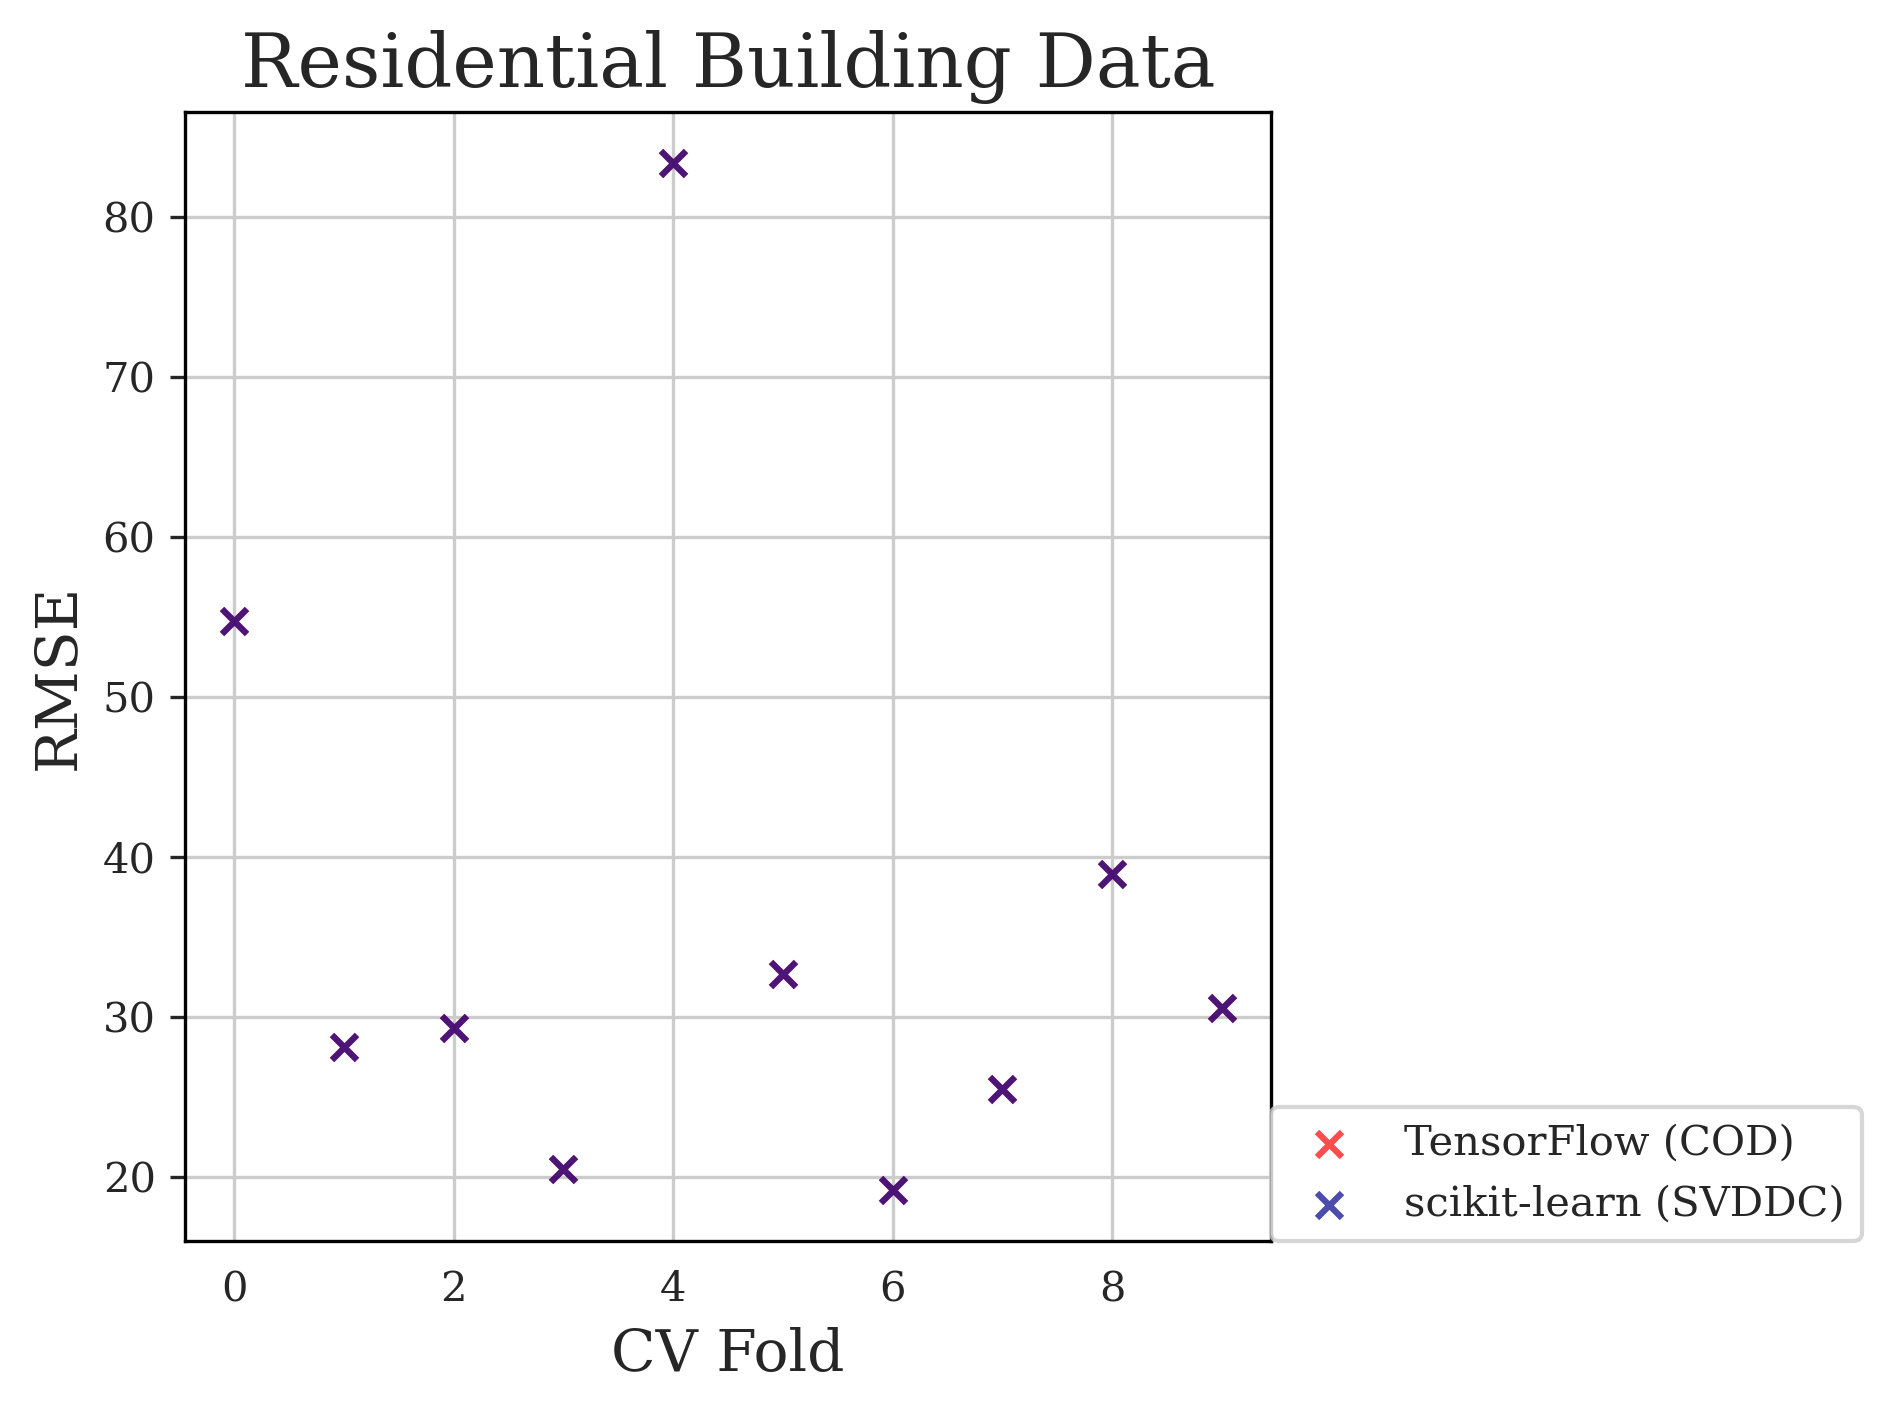 Residential Building Data
80
70
60
50
40
30
20
RMSE
0 2 4 6 8
CV Fold
TensorFlow (COD)
scikit-learn (SVDDC)